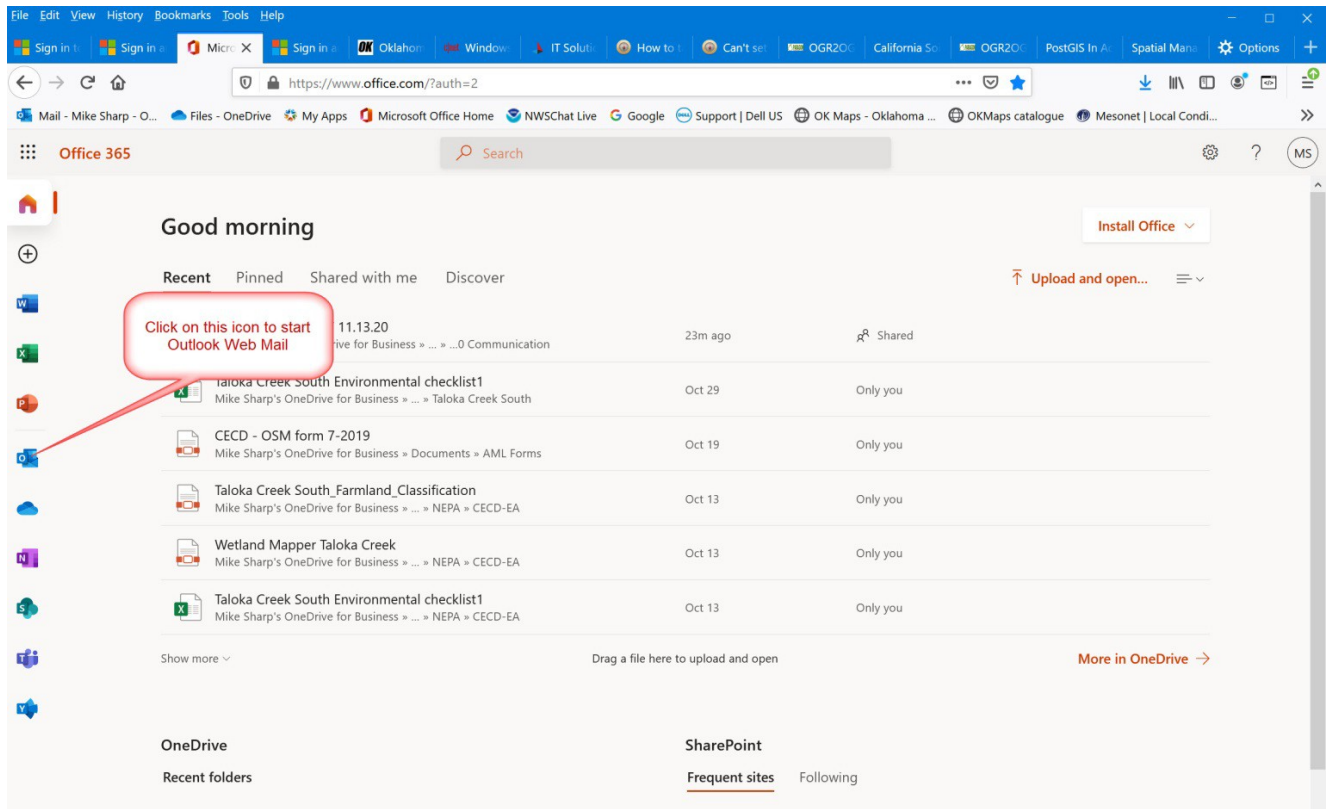 File Edit View History Bookmarks Tools Help
Sign in t Sign in a Micro Sign in a OK Oklahom Window IT Soluti How to t Can't set OGR2OG California So OGR2OG PostGIS In Ac Spatial Mana Options
https://www.office.com/?auth=2
Mail - Mike Sharp - O... Files - OneDrive My Apps Microsoft Office Home NWSChat Live Google Support | Dell US OK Maps - Oklahoma ... OKMaps catalogue Mesonet | Local Condi...
Office 365 Search ? MS
Good morning
Install Office
Recent Pinned Shared with me Discover
Upload and open...
Click on this icon to start
Outlook Web Mail
11.13.20
ive for Business » ... » ...0 Communication
23m ago Shared
Taloka Creek South Environmental checklist1
Mike Sharp's OneDrive for Business » ... » Taloka Creek South
Oct 29 Only you
CECD - OSM form 7-2019
Mike Sharp's OneDrive for Business » Documents » AML Forms
Oct 19 Only you
Taloka Creek South_Farmland_Classification
Mike Sharp's OneDrive for Business » ... » NEPA » CECD-EA
Oct 13 Only you
Wetland Mapper Taloka Creek
Mike Sharp's OneDrive for Business » ... » NEPA » CECD-EA
Oct 13 Only you
Taloka Creek South Environmental checklist1
Mike Sharp's OneDrive for Business » ... » NEPA » CECD-EA
Oct 13 Only you
Show more Drag a file here to upload and open More in OneDrive
OneDrive SharePoint
Recent folders Frequent sites Following